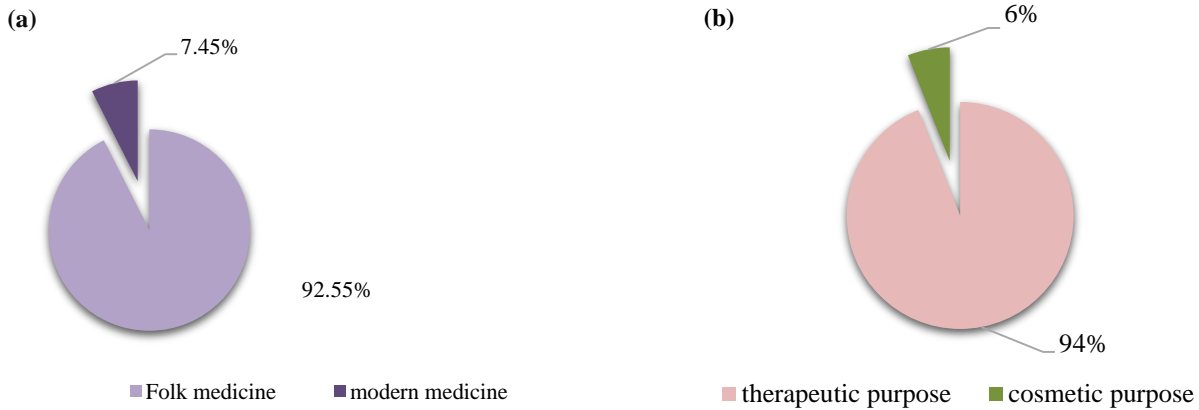 (a)
7.45%
92.55%
Folk medicine
modern medicine
(b)
6%
94%
therapeutic purpose
cosmetic purpose